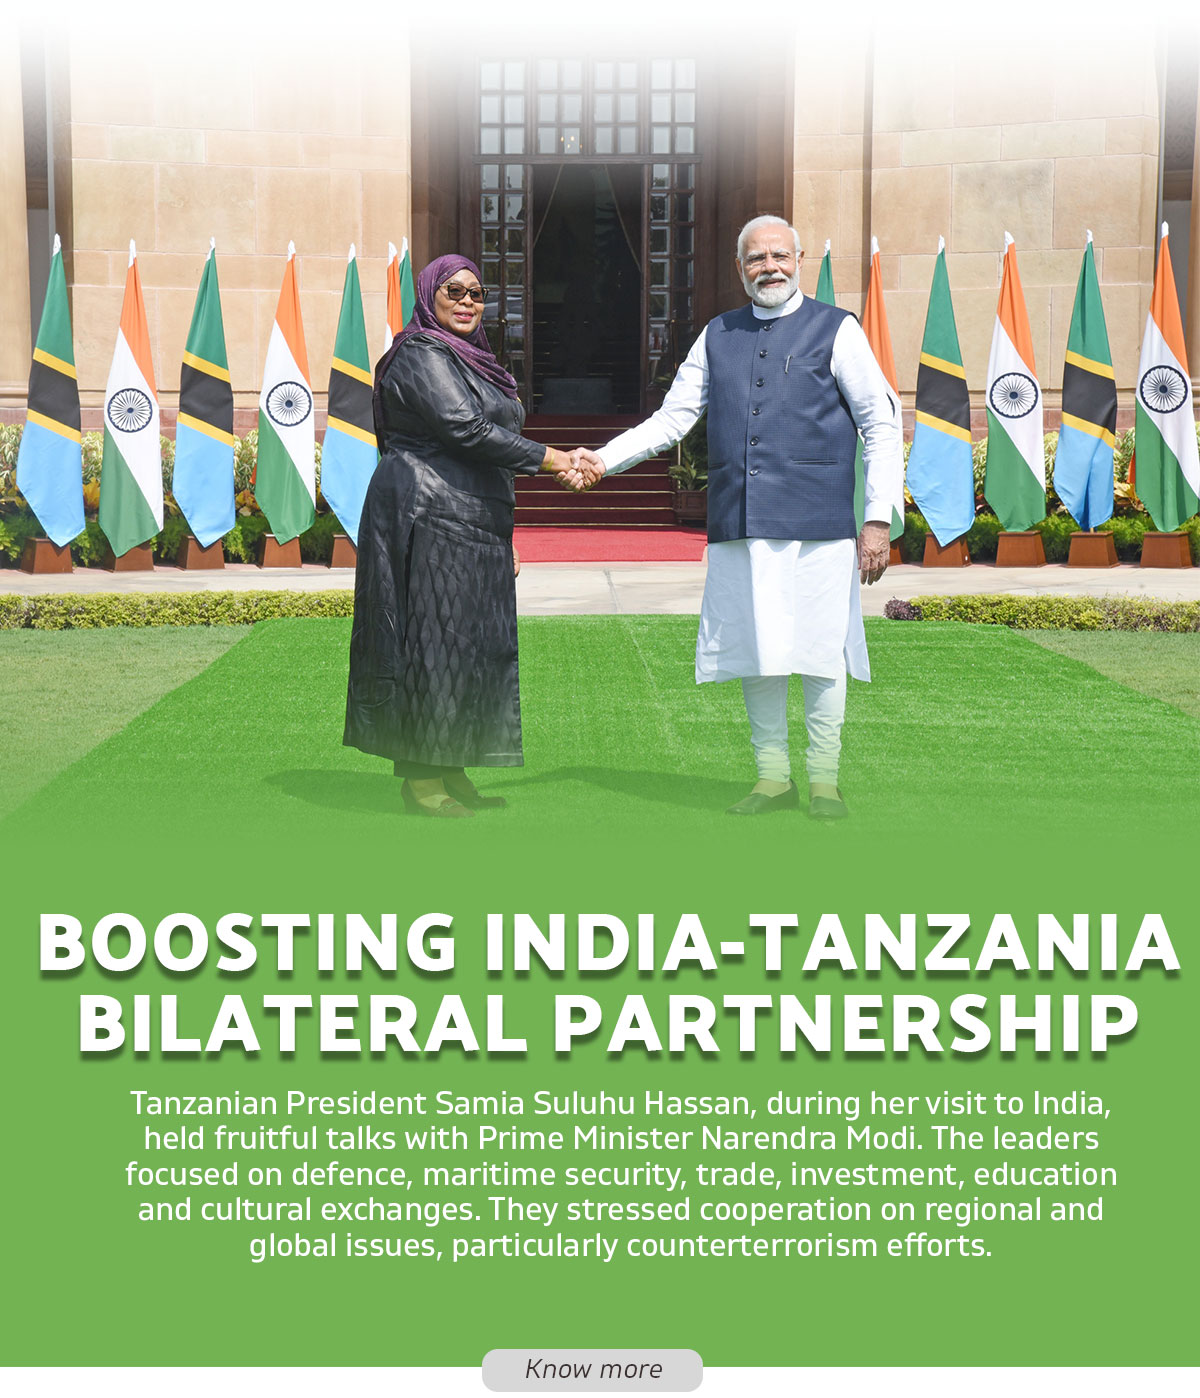 BOOSTING INDIA-TANZANIA
BILATERAL PARTNERSHIP
Tanzanian President Samia Suluhu Hassan, during her visit to India,
held fruitful talks with Prime Minister Narendra Modi. The leaders
focused on defence, maritime security, trade, investment, education
and cultural exchanges. They stressed cooperation on regional and
global issues, particularly counterterrorism efforts.
Know more